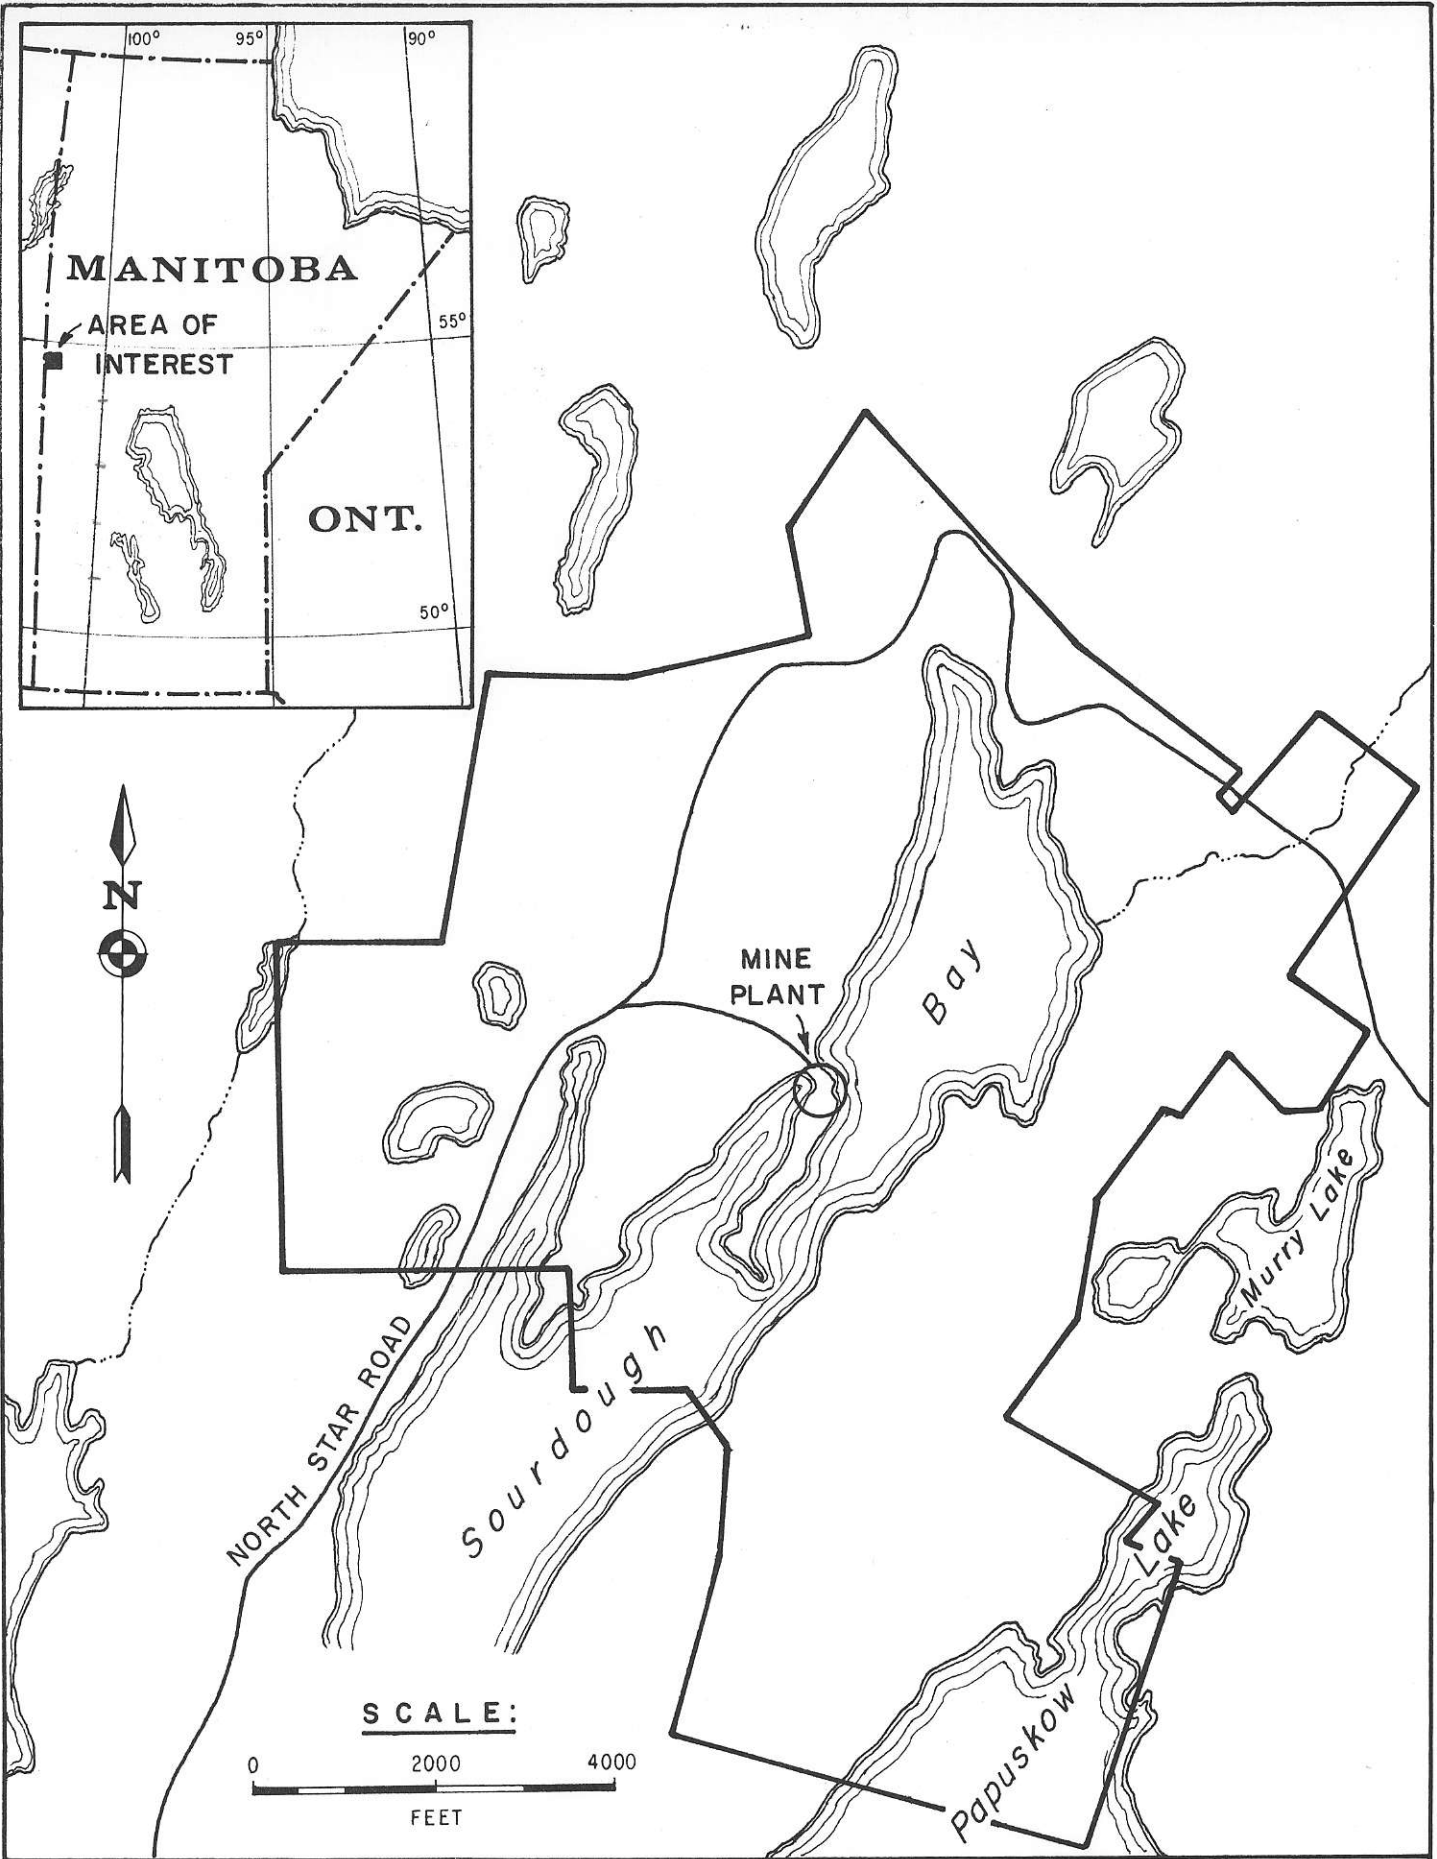 100° 95° 90°
MANITOBA
AREA OF
INTEREST
55°
ONT.
50°
N
MINE
PLANT
Bay
Murry Lake
NORTH STAR ROAD
Sourdough
Lake
Papuskow
SCALE:
0 2000 4000
FEET